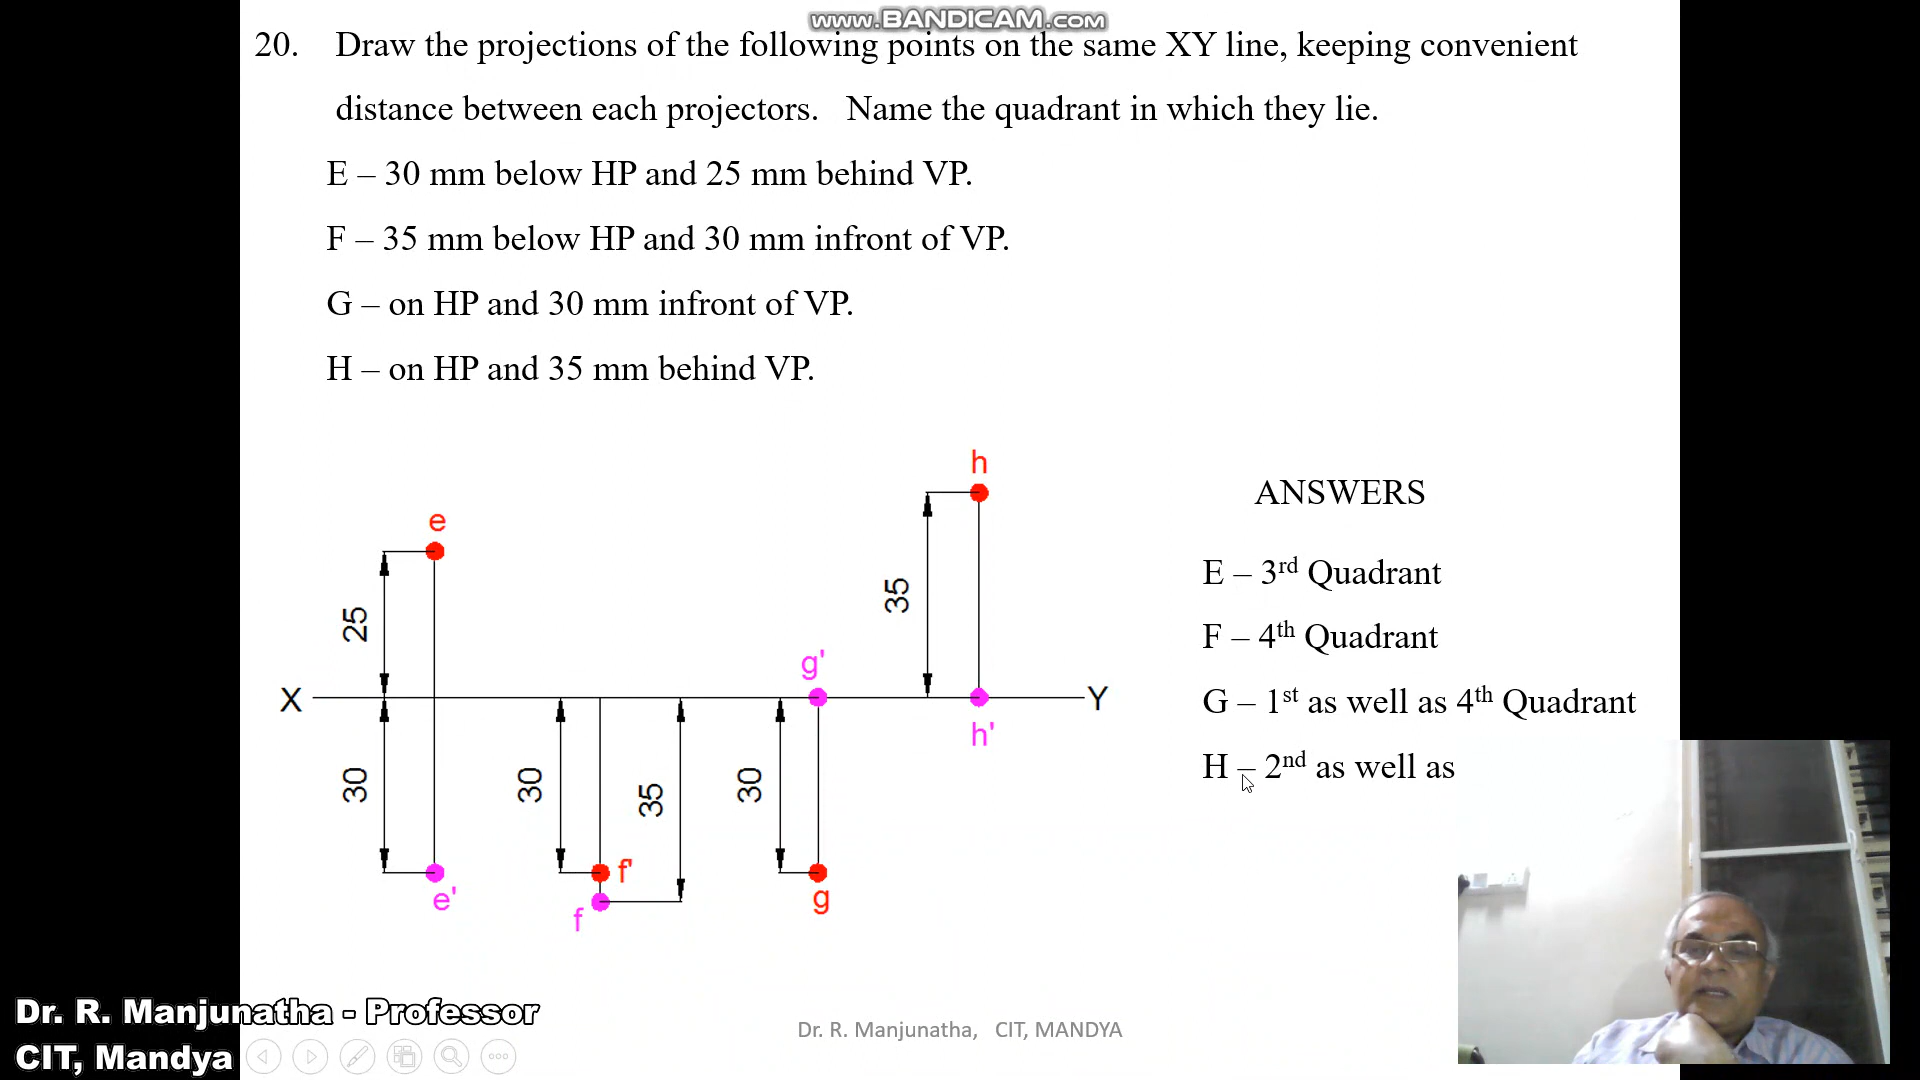 www.BANDICAM.com
20. Draw the projections of the following points on the same XY line, keeping convenient
distance between each projectors. Name the quadrant in which they lie.
E – 30 mm below HP and 25 mm behind VP.
F – 35 mm below HP and 30 mm infront of VP.
G – on HP and 30 mm infront of VP.
H – on HP and 35 mm behind VP.
h
e
35
25
g'
X
Y
h'
30
30
35
30
f'
e'
f
g
ANSWERS
E – 3rd Quadrant
F – 4th Quadrant
G – 1st as well as 4th Quadrant
H – 2nd as well as
Dr. R. Manjunatha - Professor
CIT, Mandya
Dr. R. Manjunatha, CIT, MANDYA